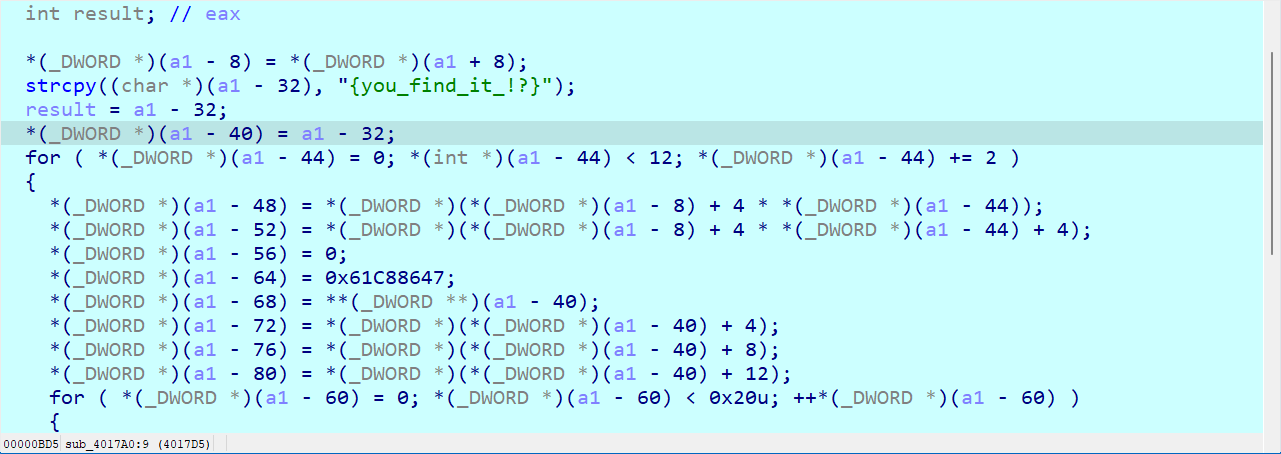 int result; // eax
*(_DWORD *)(a1 - 8) = *(_DWORD *)(a1 + 8);
strcpy((char *)(a1 - 32), "{you_find_it_!?}");
result = a1 - 32;
*(_DWORD *)(a1 - 40) = a1 - 32;
for ( *(_DWORD *)(a1 - 44) = 0; *(int *)(a1 - 44) < 12; *(_DWORD *)(a1 - 44) += 2 )
{
*(_DWORD *)(a1 - 48) = *(_DWORD *)(*(_DWORD *)(a1 - 8) + 4 * *(_DWORD *)(a1 - 44));
*(_DWORD *)(a1 - 52) = *(_DWORD *)(*(_DWORD *)(a1 - 8) + 4 * *(_DWORD *)(a1 - 44) + 4);
*(_DWORD *)(a1 - 56) = 0;
*(_DWORD *)(a1 - 64) = 0x61C88647;
*(_DWORD *)(a1 - 68) = **(_DWORD **)(a1 - 40);
*(_DWORD *)(a1 - 72) = *(_DWORD *)(*(_DWORD *)(a1 - 40) + 4);
*(_DWORD *)(a1 - 76) = *(_DWORD *)(*(_DWORD *)(a1 - 40) + 8);
*(_DWORD *)(a1 - 80) = *(_DWORD *)(*(_DWORD *)(a1 - 40) + 12);
for ( *(_DWORD *)(a1 - 60) = 0; *(_DWORD *)(a1 - 60) < 0x20u; ++*(_DWORD *)(a1 - 60) )
{
00000BD5 sub_4017A0:9 (4017D5)